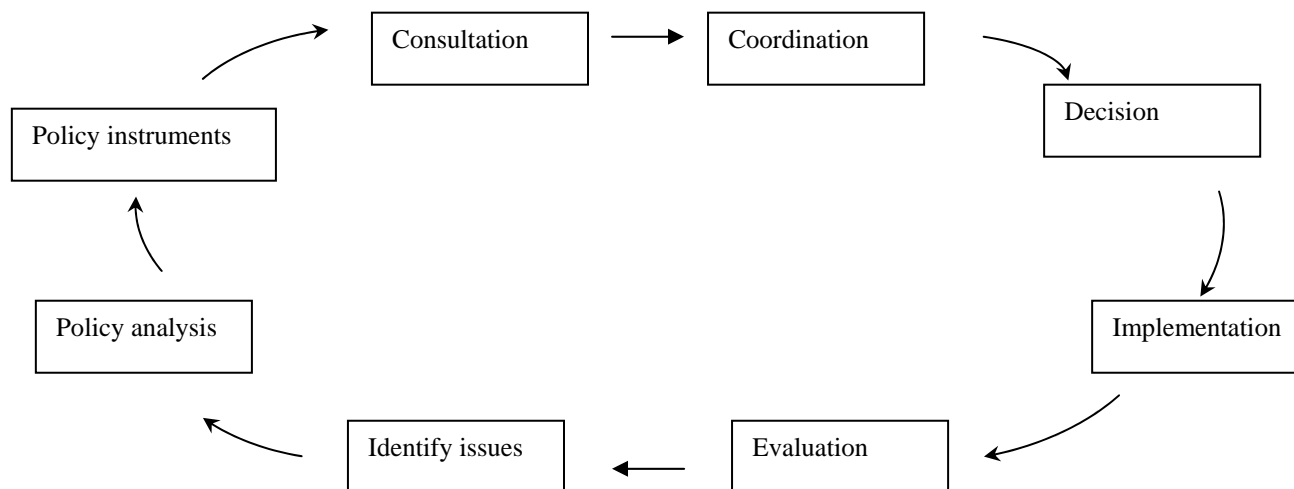 Consultation
Coordination
Decision
Policy instruments
Policy analysis
Implementation
Identify issues
Evaluation